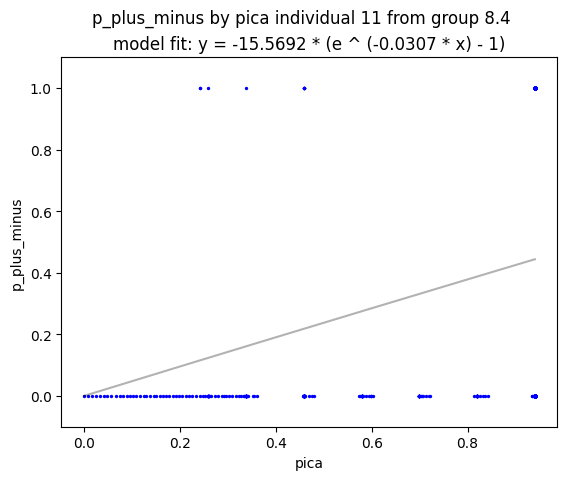 p_plus_minus by pica individual 11 from group 8.4
model fit: y = -15.5692 * (e ^ (-0.0307 * x) - 1)
1.0
0.8
0.6
0.4
0.2
0.0
p_plus_minus
0.0 0.2 0.4 0.6 0.8
pica